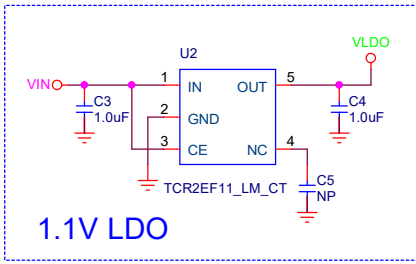 VLDO
U2
VIN
1
IN
OUT
5
C3
1.0uF
2
GND
C4
1.0uF
3
CE
NC
4
TCR2EF11_LM_CT
C5
NP
1.1V LDO